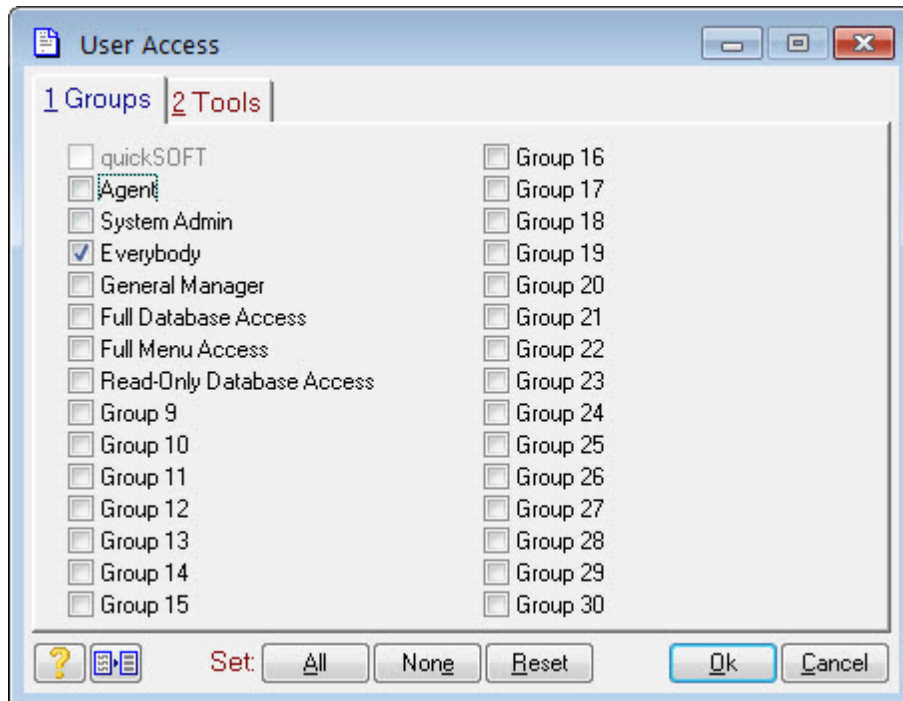 User Access
1 Groups
2 Tools
quickSOFT
Agent
System Admin
Everybody
General Manager
Full Database Access
Full Menu Access
Read-Only Database Access
Group 9
Group 10
Group 11
Group 12
Group 13
Group 14
Group 15
Group 16
Group 17
Group 18
Group 19
Group 20
Group 21
Group 22
Group 23
Group 24
Group 25
Group 26
Group 27
Group 28
Group 29
Group 30
? Set: All None Reset Ok Cancel